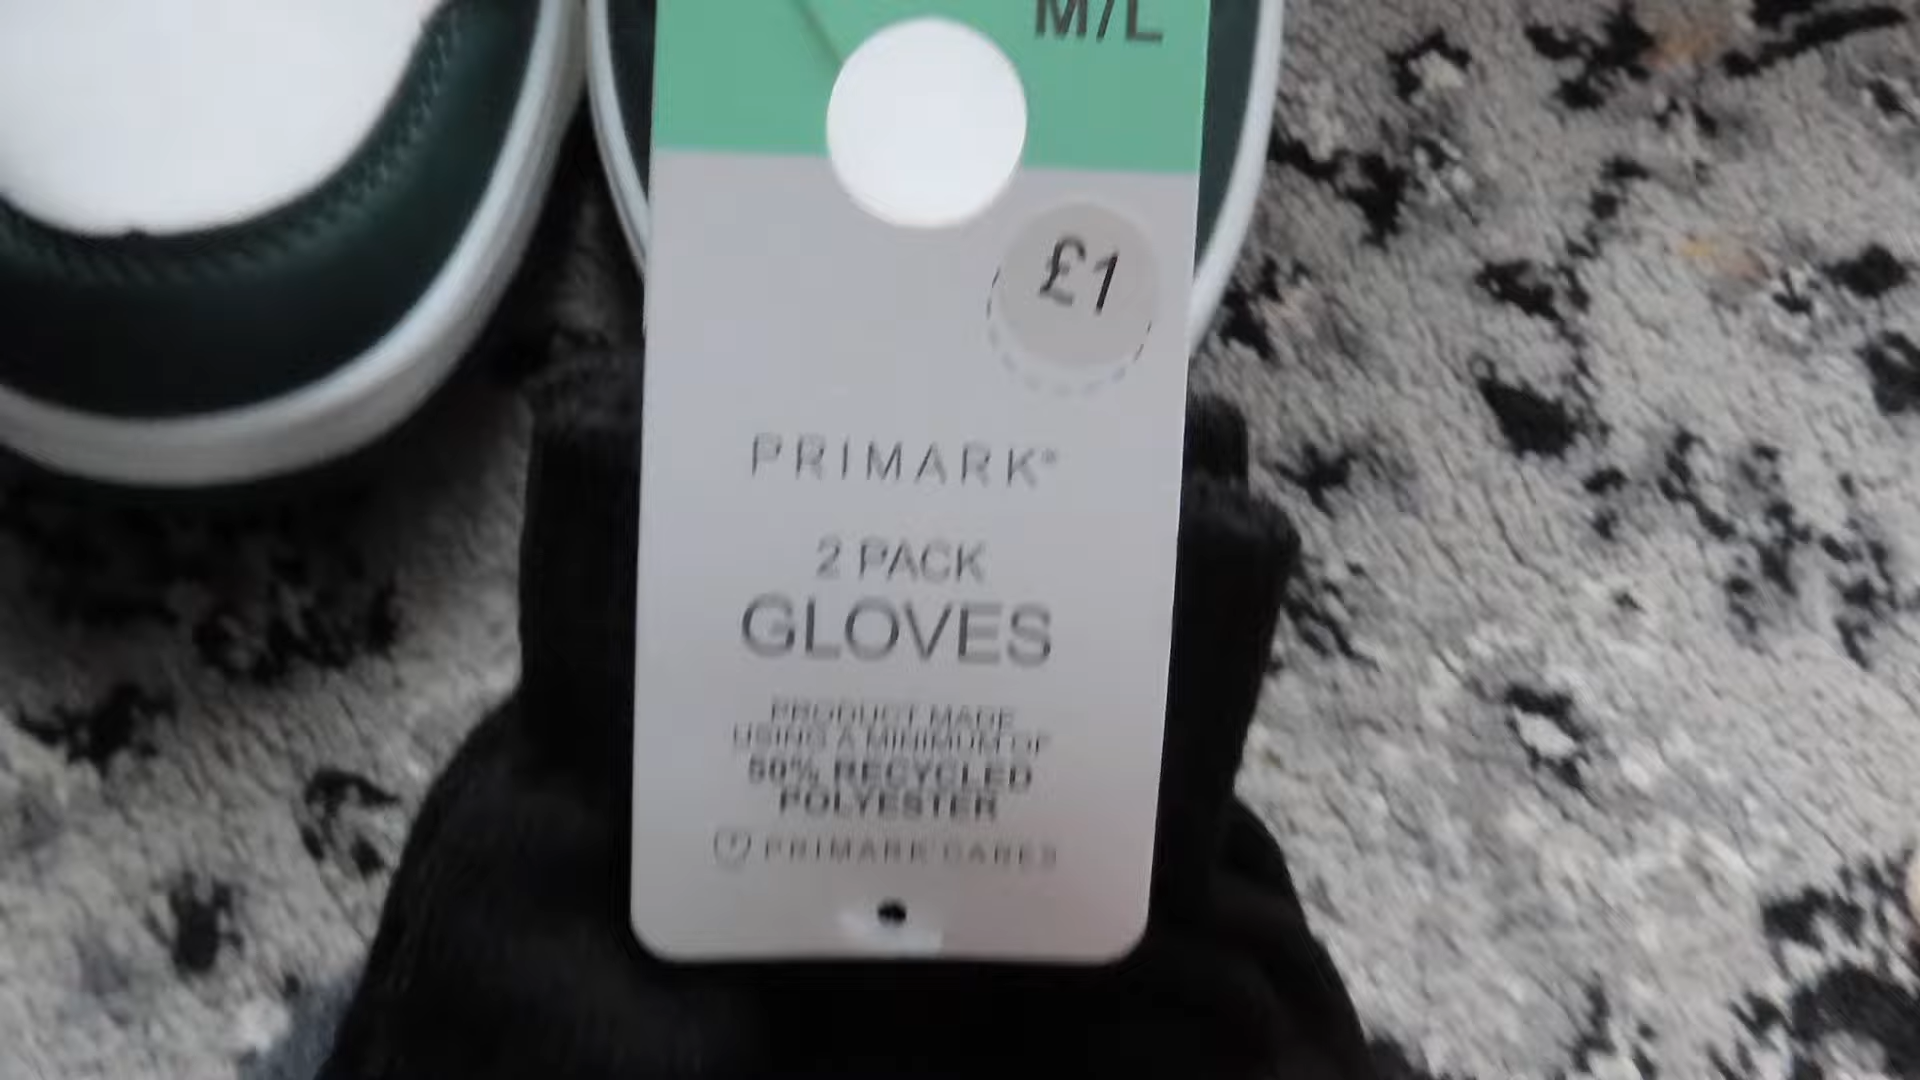 M/L
£1
PRIMARK®
2 PACK
GLOVES
PRODUCT MADE
USING A MINIMUM OF
50% RECYCLED
POLYESTER
PRIMARK CARES